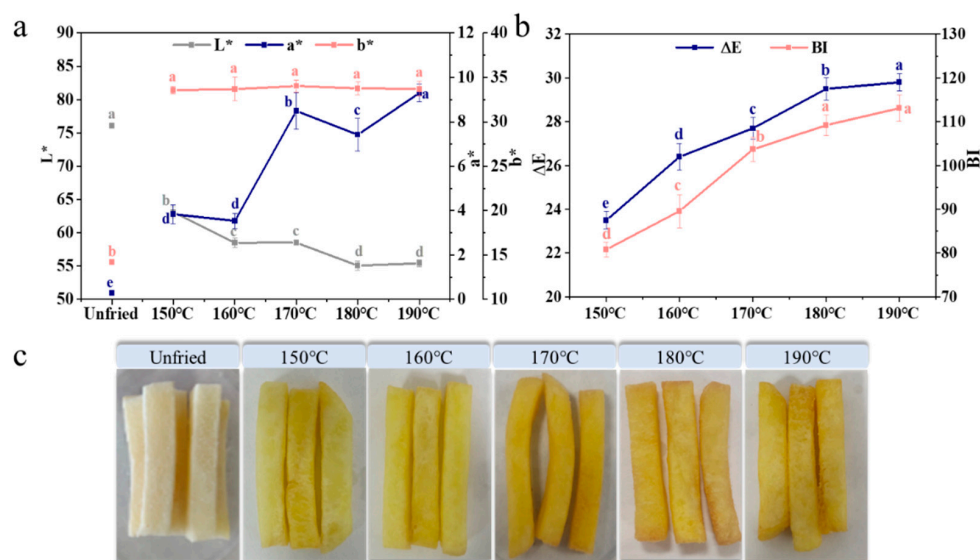 a
L*
a*
b*
90
85
80
75
70
65
60
55
50
L*
12
10
8
6
4
2
0
a*
40
35
30
25
20
15
10
b*
a
a
a
a
a
a
b
c
a
b
d
d
c
c
d
d
b
e
Unfried
150℃
160℃
170℃
180℃
190℃
b
ΔE
BI
32
30
28
26
24
22
20
ΔE
130
120
110
100
90
80
70
BI
a
b
c
d
e
a
a
b
c
d
150℃
160℃
170℃
180℃
190℃
c
Unfried
150℃
160℃
170℃
180℃
190℃